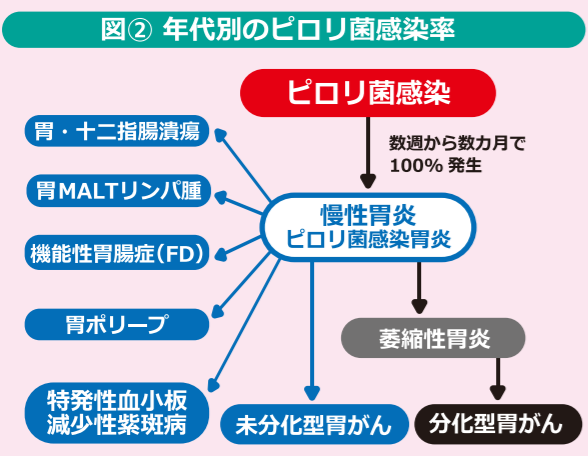 図② 年代別のピロリ菌感染率
ピロリ菌感染
数週から数カ月で
100% 発生
胃・十二指腸潰瘍
胃MALTリンパ腫
機能性胃腸症(FD)
胃ポリープ
特発性血小板
減少性紫斑病
慢性胃炎
ピロリ菌感染胃炎
萎縮性胃炎
未分化型胃がん
分化型胃がん